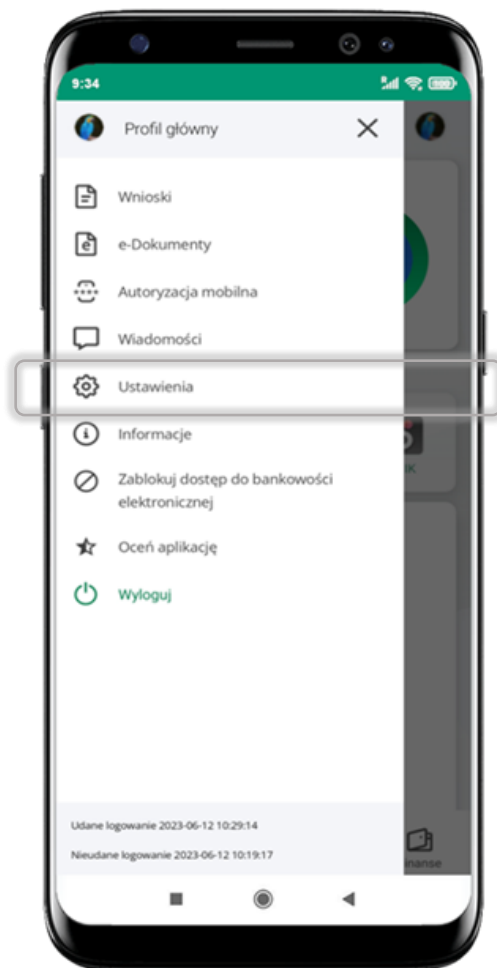 9:34
Profil główny
Wnioski
e-Dokumenty
Autoryzacja mobilna
Wiadomości
Ustawienia
Informacje
Zablokuj dostęp do bankowości
elektronicznej
Oceń aplikację
Wyloguj
Udane logowanie 2023-06-12 10:29:14
Nieudane logowanie 2023-06-12 10:19:17
inanse